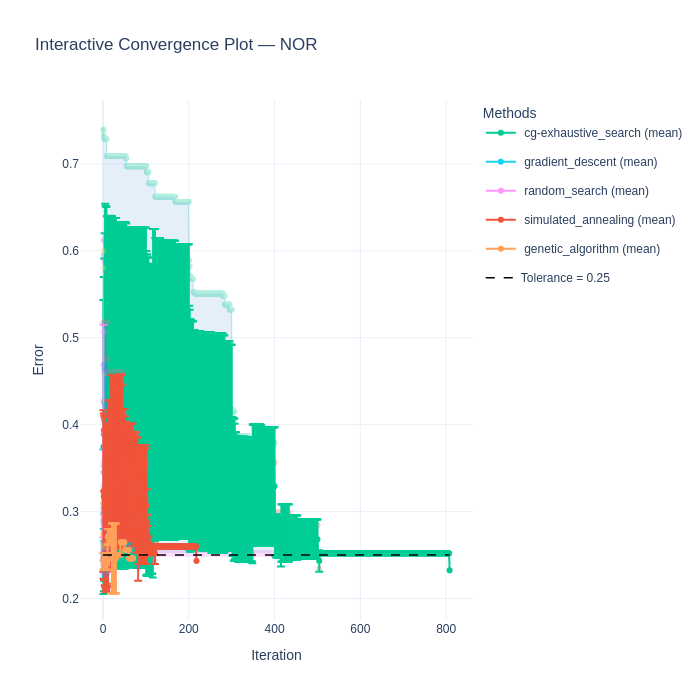 Interactive Convergence Plot — NOR
Methods
cg-exhaustive_search (mean)
gradient_descent (mean)
random_search (mean)
simulated_annealing (mean)
genetic_algorithm (mean)
Tolerance = 0.25
Error
0.7
0.6
0.5
0.4
0.3
0.2
0 200 400 600 800
Iteration